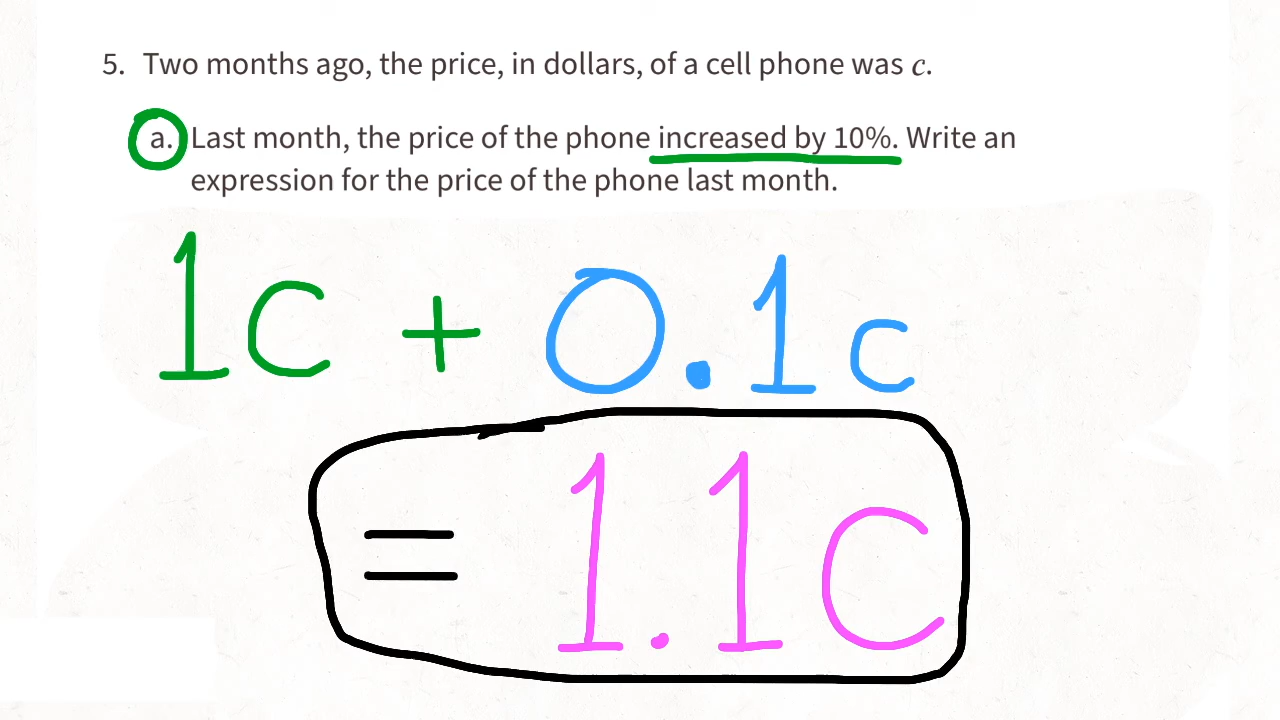 5. Two months ago, the price, in dollars, of a cell phone was c.
a. Last month, the price of the phone increased by 10%. Write an
expression for the price of the phone last month.
1c + 0.1c
= 1.1c